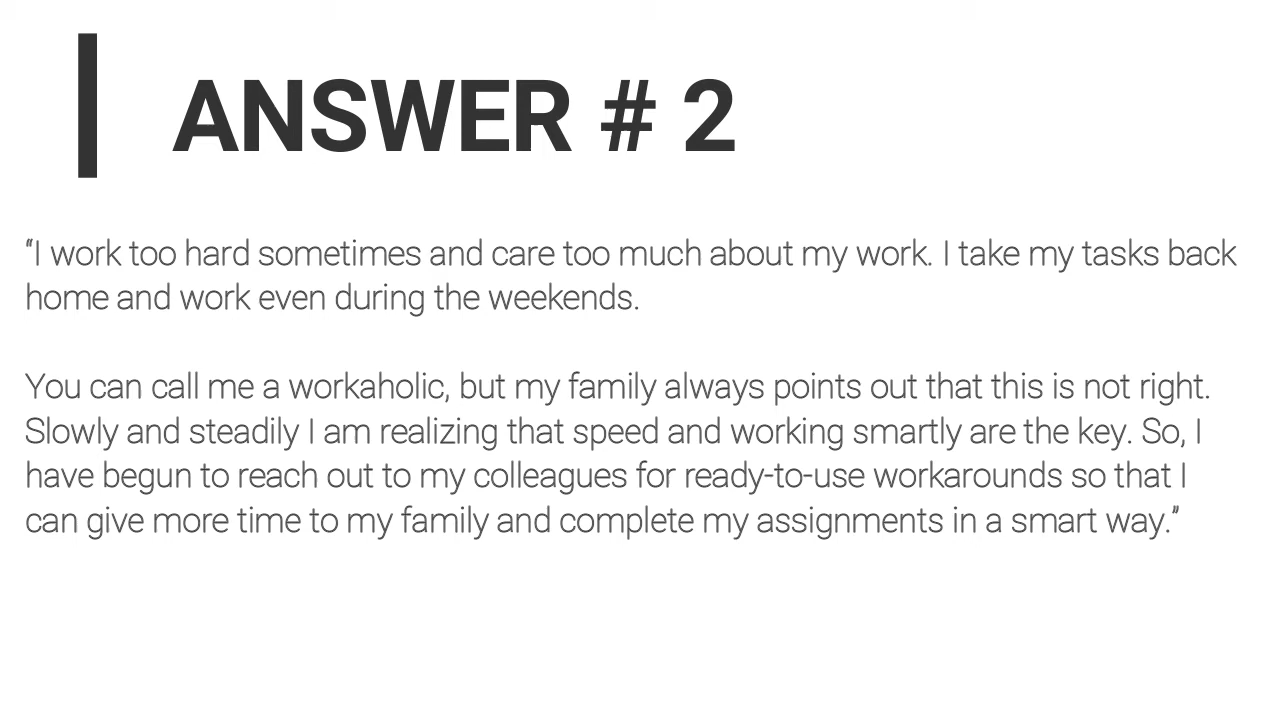 ANSWER # 2
“I work too hard sometimes and care too much about my work. I take my tasks back
home and work even during the weekends.
You can call me a workaholic, but my family always points out that this is not right.
Slowly and steadily I am realizing that speed and working smartly are the key. So, I
have begun to reach out to my colleagues for ready-to-use workarounds so that I
can give more time to my family and complete my assignments in a smart way.”